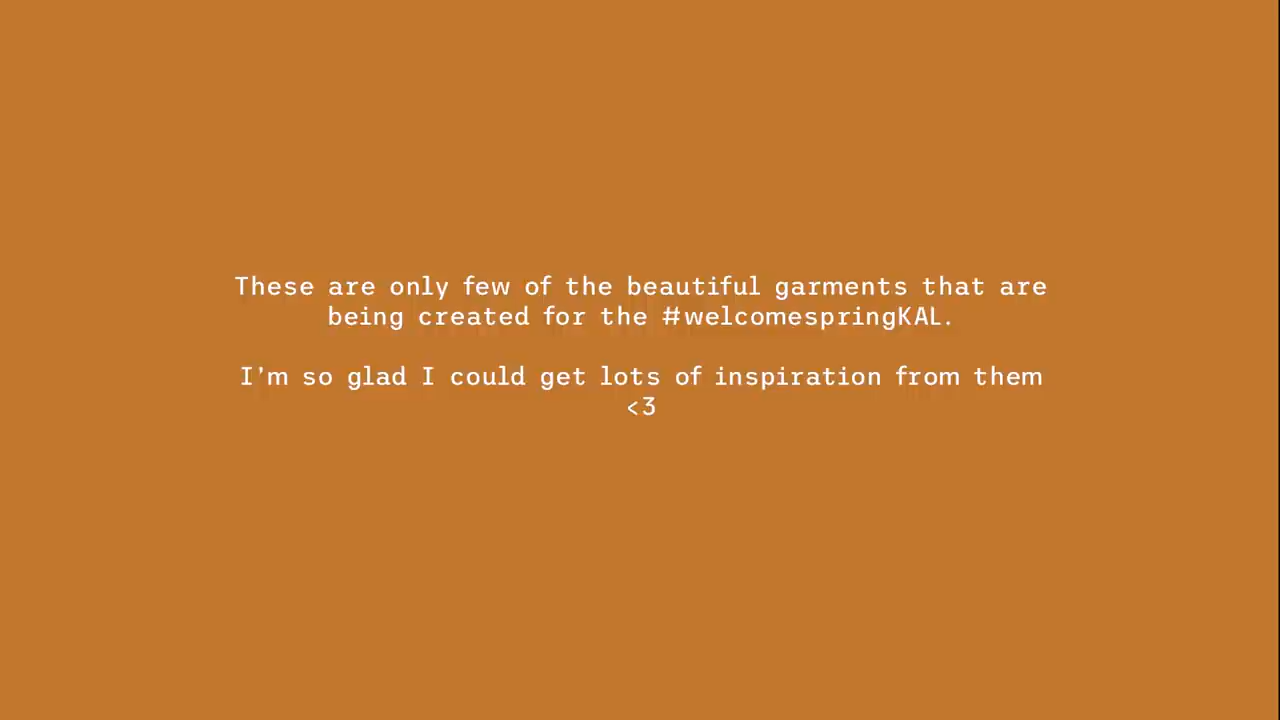 These are only few of the beautiful garments that are
being created for the #welcomespringKAL.
I'm so glad I could get lots of inspiration from them
<3